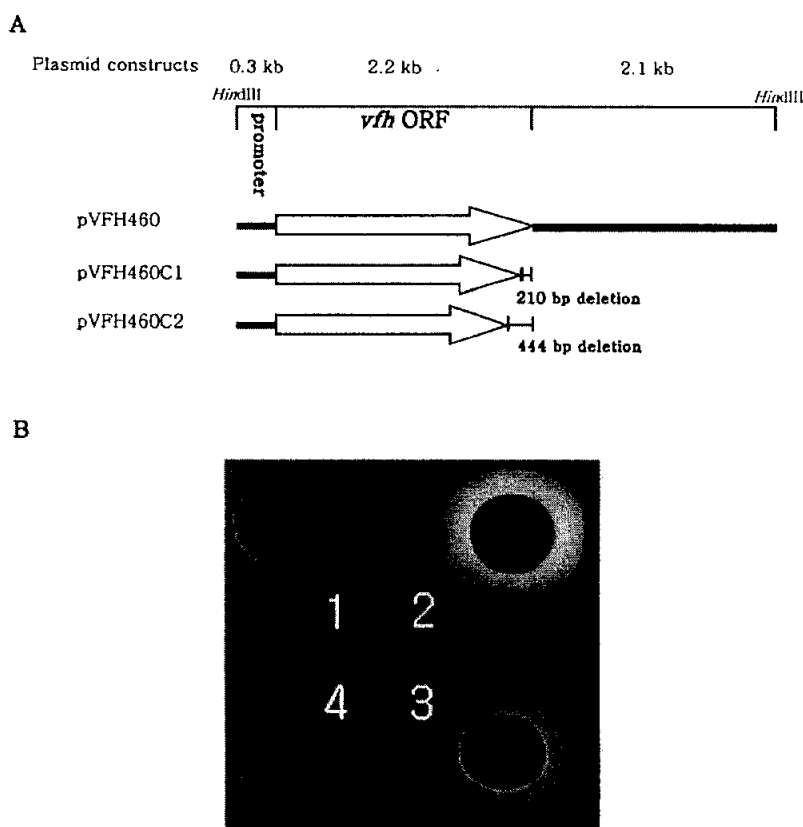 A
Plasmid constructs 0.3 kb 2.2 kb 2.1 kb
HindIII HindIII
promoter
vfh ORF
pVFH460
pVFH460C1
210 bp deletion
pVFH460C2
444 bp deletion
B
1 2
4 3